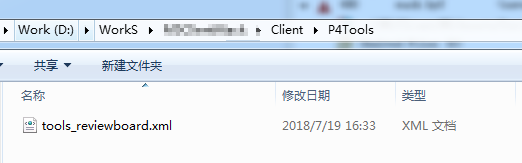 Work (D:) WorkS Client P4Tools
共享 新建文件夹
名称 修改日期 类型
tools_reviewboard.xml 2018/7/19 16:33 XML 文档